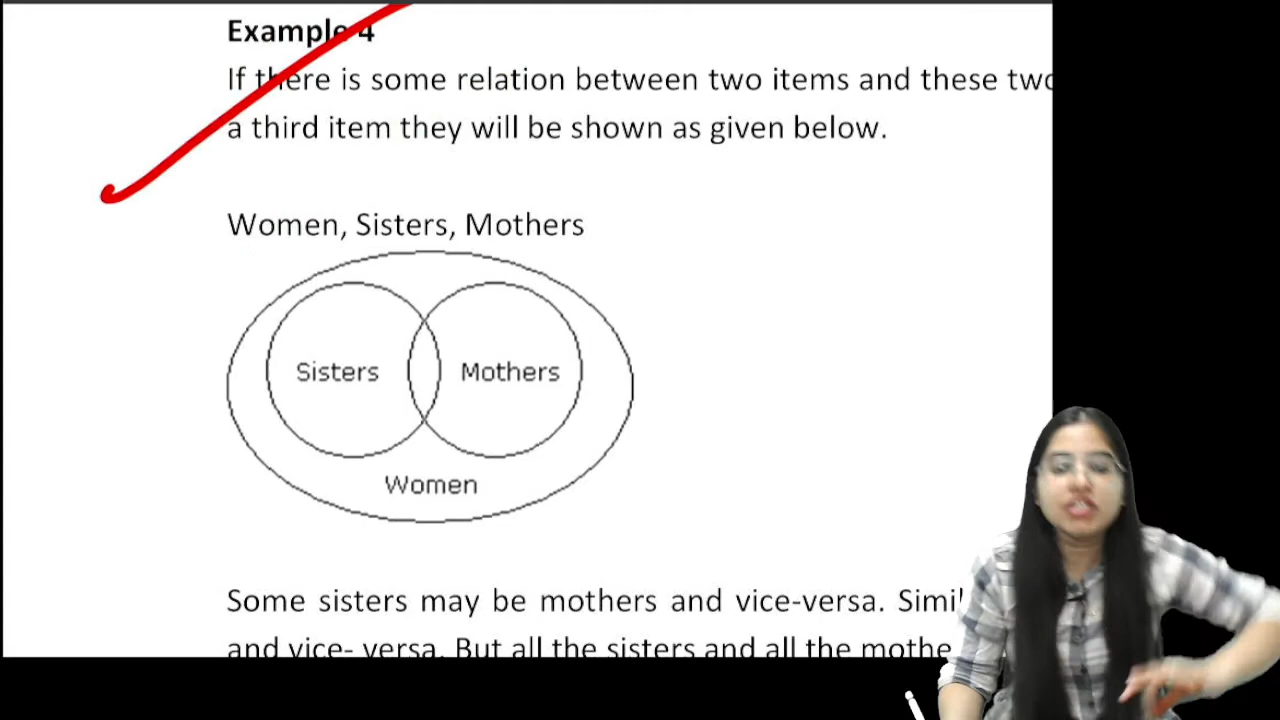 Example 4
If there is some relation between two items and these two
a third item they will be shown as given below.
Women, Sisters, Mothers
Sisters
Mothers
Women
Some sisters may be mothers and vice-versa.
and vice- versa. But all the sisters and all the